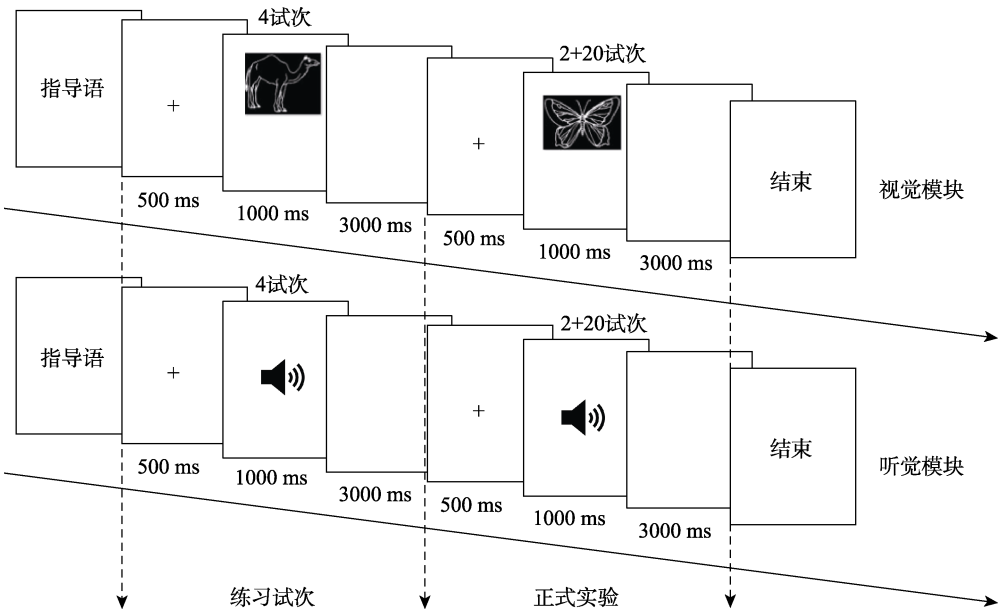 4试次
指导语
+
2+20试次
+
500 ms
1000 ms
3000 ms
500 ms
1000 ms
3000 ms
结束
视觉模块
4试次
指导语
+
2+20试次
+
500 ms
1000 ms
3000 ms
500 ms
1000 ms
3000 ms
结束
听觉模块
练习试次
正式实验